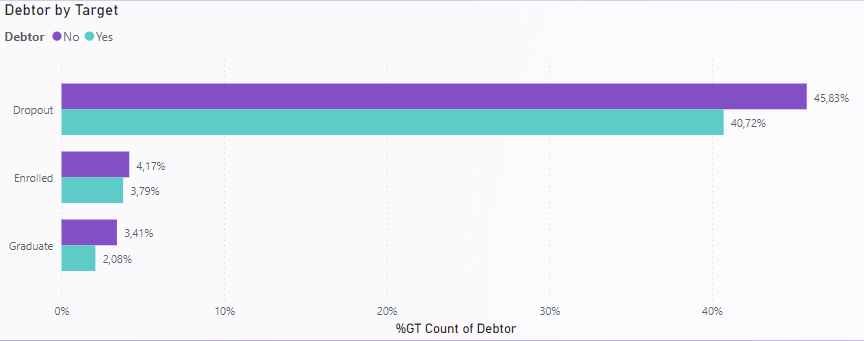 Debtor by Target
Debtor No Yes
Dropout 45,83%
40,72%
Enrolled 4,17%
3,79%
Graduate 3,41%
2,08%
0% 10% 20% 30% 40%
%GT Count of Debtor